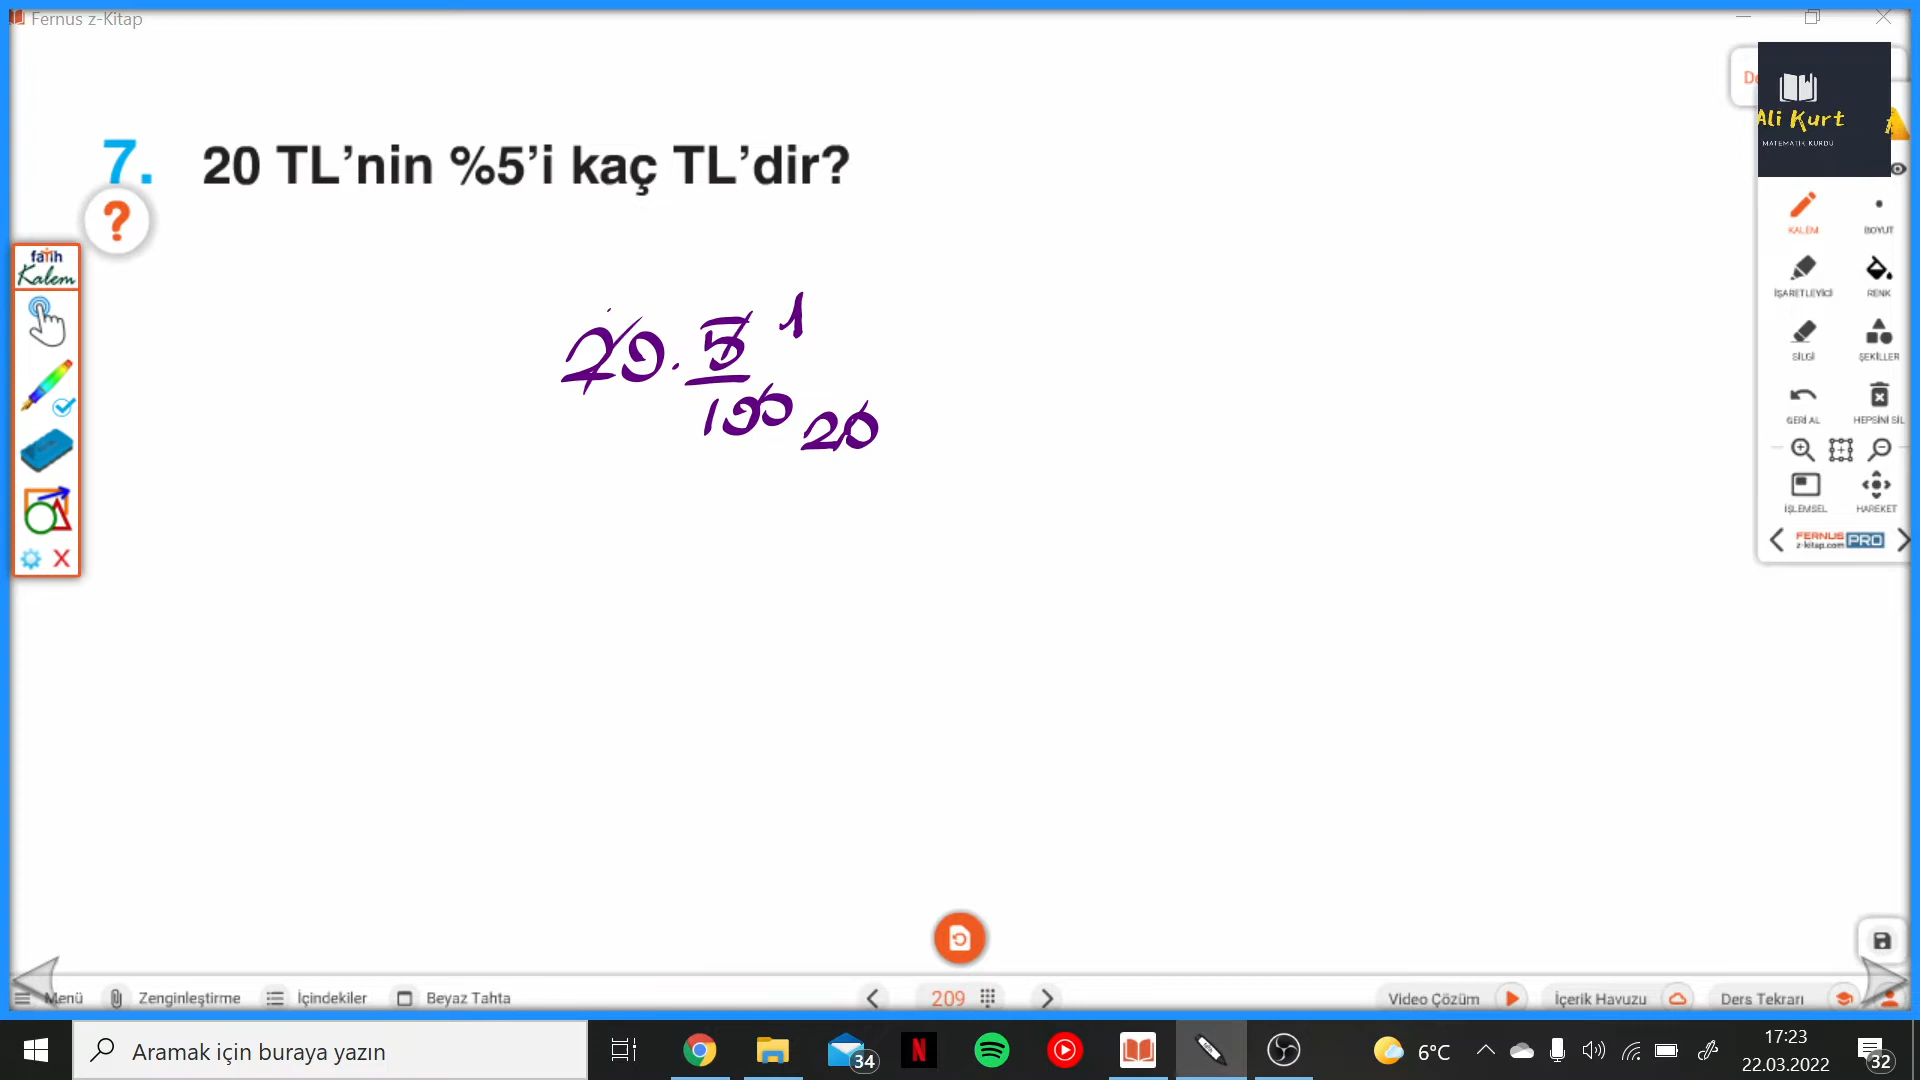 Fernus z-Kitap
7. 20 TL'nin %5'i kaç TL'dir?
?
Ali Kurt
MATEMATİK KURDU
fatih
Kalem
KALEM
BOYUT
İŞARETLEYİCİ
RENK
SİLGİ
ŞEKİLLER
GERİ AL
HEPSİNİ SİL
İŞLEMSEL
HAREKET
FERNUS
z-kitap.com PRO
20 . 5 1
100 20
Menü
Zenginleştirme
İçindekiler
Beyaz Tahta
209
Video Çözüm
İçerik Havuzu
Ders Tekrarı
Aramak için buraya yazın
34
N
6°C
17:23
22.03.2022
32